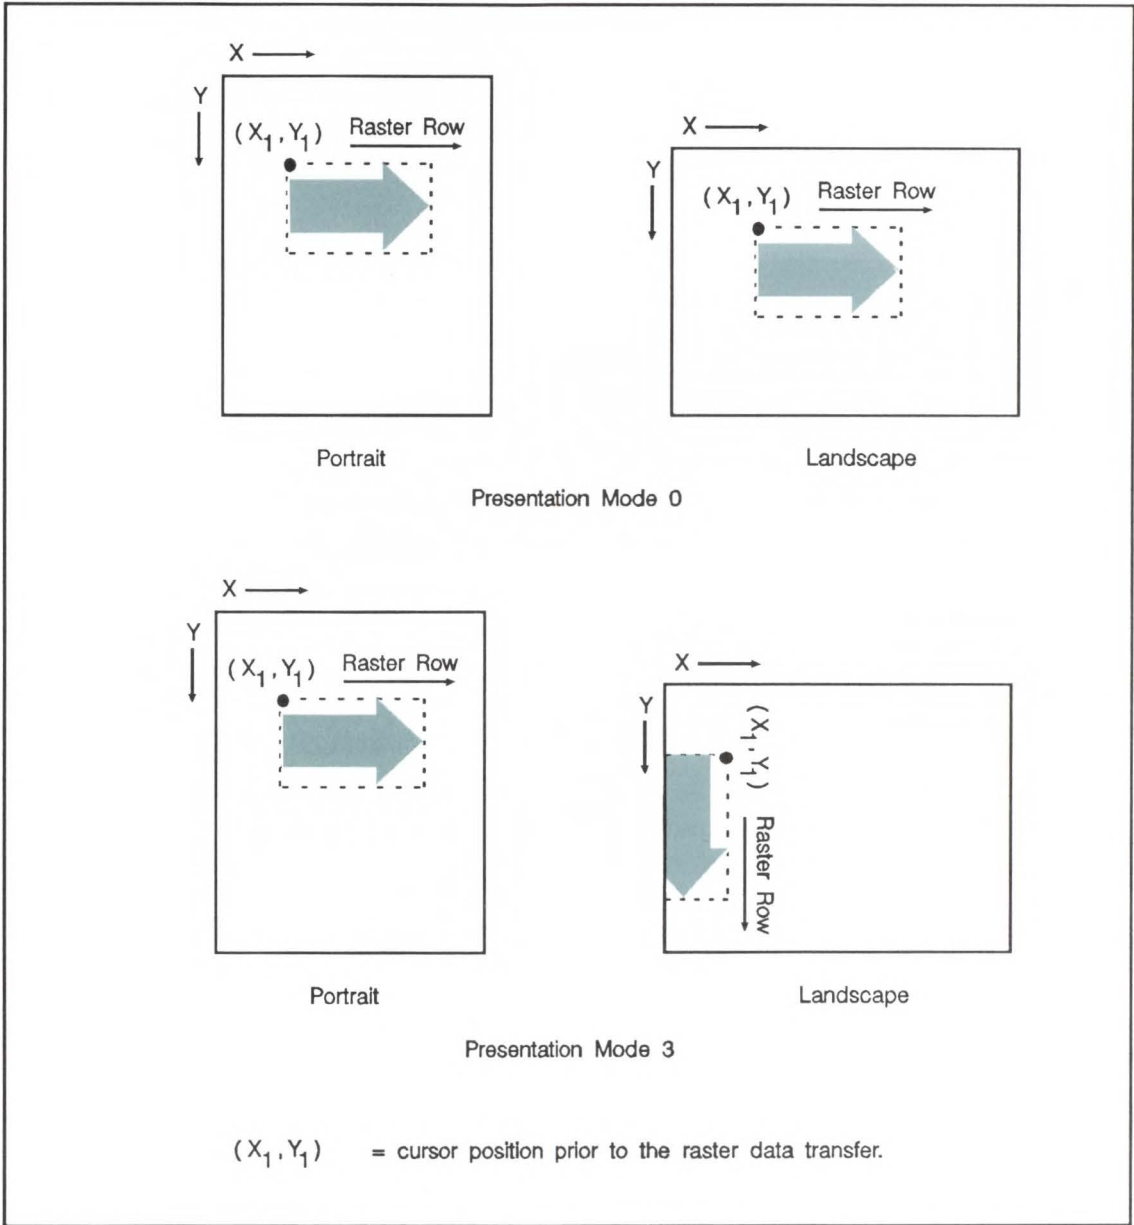 X
Y
(X1, Y1) Raster Row
X
Y
(X1, Y1) Raster Row
Portrait
Landscape
Presentation Mode 0
X
Y
(X1, Y1) Raster Row
X
Y
(X1, Y1)
Raster Row
Portrait
Landscape
Presentation Mode 3
(X1, Y1) = cursor position prior to the raster data transfer.